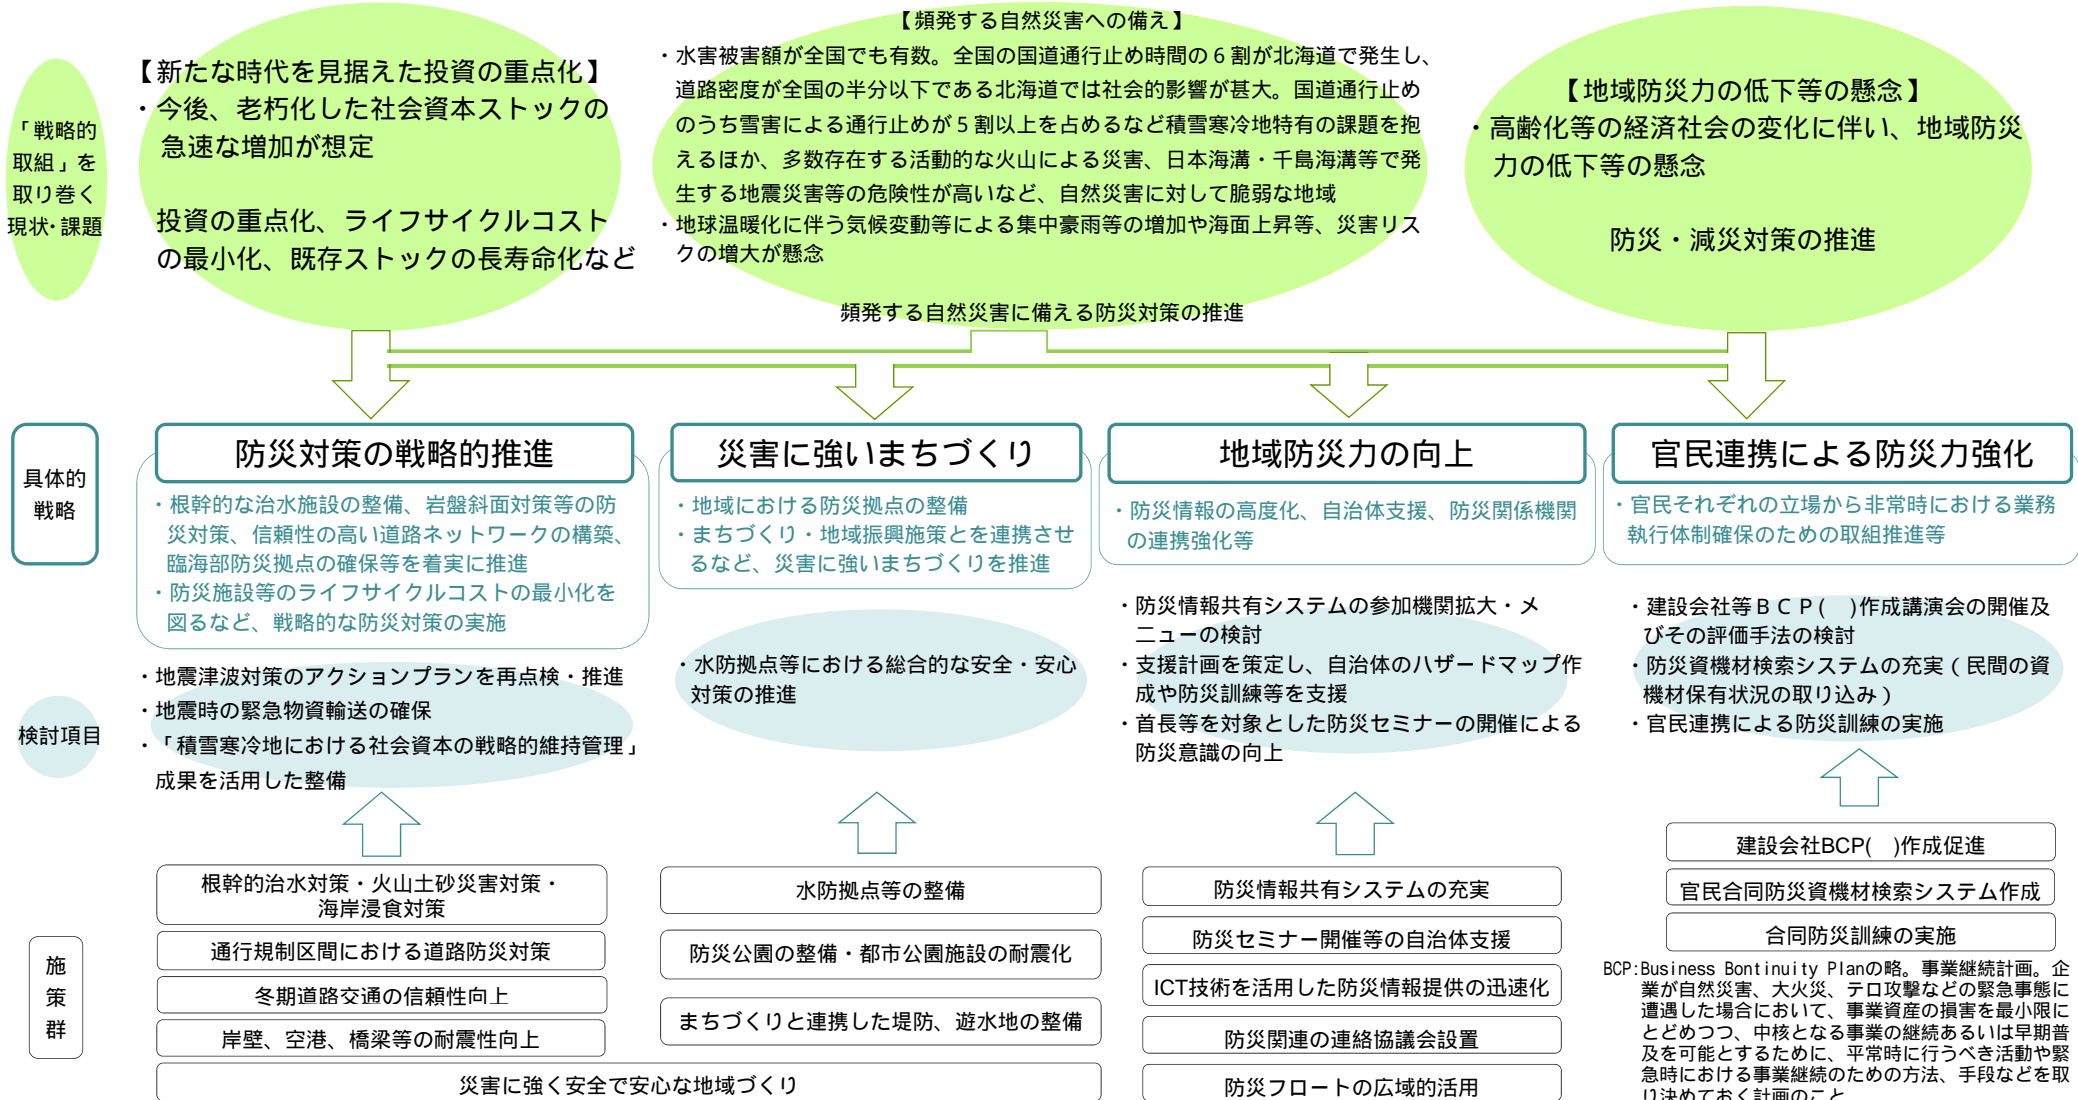 「戦略的
取組」を
取り巻く
現状・課題
【新たな時代を見据えた投資の重点化】
・今後、老朽化した社会資本ストックの
急速な増加が想定
投資の重点化、ライフサイクルコスト
の最小化、既存ストックの長寿命化など
【頻発する自然災害への備え】
・水害被害額が全国でも有数。全国の国道通行止め時間の6割が北海道で発生し、
道路密度が全国の半分以下である北海道では社会的影響が甚大。国道通行止め
のうち雪害による通行止めが5割以上を占めるなど積雪寒冷地特有の課題を抱
えるほか、多数存在する活動的な火山による災害、日本海溝・千島海溝等で発
生する地震災害等の危険性が高いなど、自然災害に対して脆弱な地域
・地球温暖化に伴う気候変動等による集中豪雨等の増加や海面上昇等、災害リス
クの増大が懸念
頻発する自然災害に備える防災対策の推進
【地域防災力の低下等の懸念】
・高齢化等の経済社会の変化に伴い、地域防災
力の低下等の懸念
防災・減災対策の推進
具体的
戦略
防災対策の戦略的推進
・根幹的な治水施設の整備、岩盤斜面対策等の防
災対策、信頼性の高い道路ネットワークの構築、
臨海部防災拠点の確保等を着実に推進
・防災施設等のライフサイクルコストの最小化を
図るなど、戦略的な防災対策の実施
災害に強いまちづくり
・地域における防災拠点の整備
・まちづくり・地域振興施策とを連携させ
るなど、災害に強いまちづくりを推進
地域防災力の向上
・防災情報の高度化、自治体支援、防災関係機関
の連携強化等
官民連携による防災力強化
・官民それぞれの立場から非常時における業務
執行体制確保のための取組推進等
検討項目
・地震津波対策のアクションプランを再点検・推進
・地震時の緊急物資輸送の確保
・「積雪寒冷地における社会資本の戦略的維持管理」
成果を活用した整備
・水防拠点等における総合的な安全・安心
対策の推進
・防災情報共有システムの参加機関拡大・メ
ニューの検討
・支援計画を策定し、自治体のハザードマップ作
成や防災訓練等を支援
・首長等を対象とした防災セミナーの開催による
防災意識の向上
・建設会社等BCP( )作成講演会の開催及
びその評価手法の検討
・防災資機材検索システムの充実(民間の資
機材保有状況の取り込み)
・官民連携による防災訓練の実施
施
策
群
根幹的治水対策・火山土砂災害対策・
海岸浸食対策
通行規制区間における道路防災対策
冬期道路交通の信頼性向上
岸壁、空港、橋梁等の耐震性向上
災害に強く安全で安心な地域づくり
水防拠点等の整備
防災公園の整備・都市公園施設の耐震化
まちづくりと連携した堤防、遊水地の整備
防災情報共有システムの充実
防災セミナー開催等の自治体支援
ICT技術を活用した防災情報提供の迅速化
防災関連の連絡協議会設置
防災フロートの広域的活用
建設会社BCP( )作成促進
官民合同防災資機材検索システム作成
合同防災訓練の実施
BCP:Business Bontinuity Planの略。事業継続計画。企
業が自然災害、大火災、テロ攻撃などの緊急事態に
遭遇した場合において、事業資産の損害を最小限に
とどめつつ、中核となる事業の継続あるいは早期普
及を可能とするために、平常時に行うべき活動や緊
急時における事業継続のための方法、手段などを取
り決めておく計画のこと